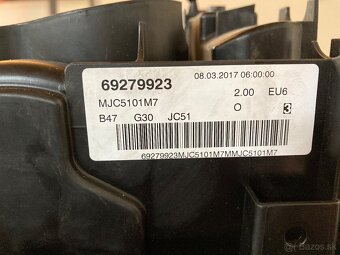 69279923
08.03.2017 06:00:00
MJC5101M7
2.00 EU6
B47 G30 JC51
O 3
69279923MJC5101M7MMJC5101M7
Bazos.sk